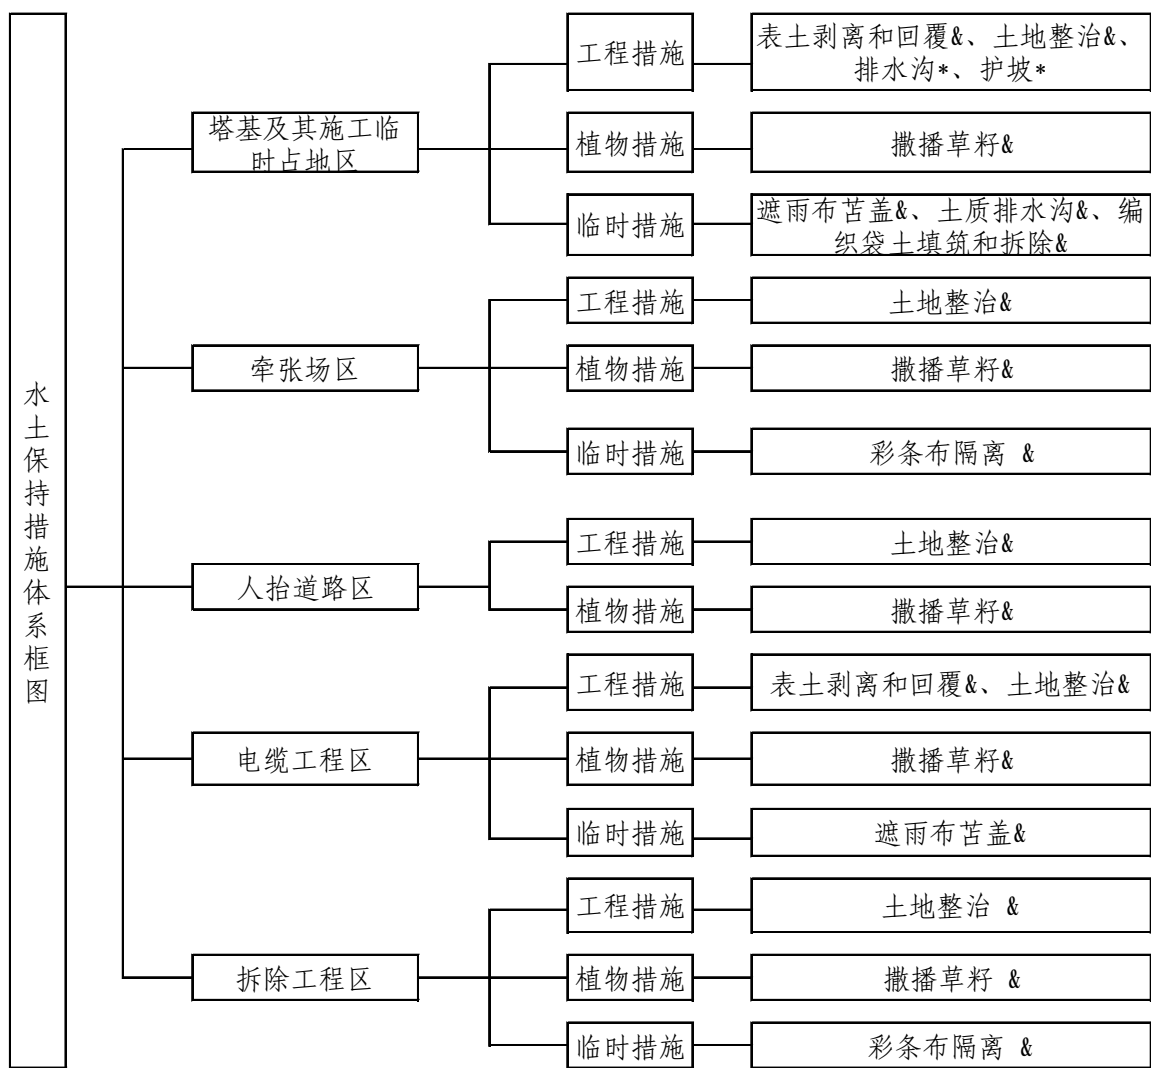 水土保持措施体系框图
塔基及其施工临
时占地区
工程措施
表土剥离和回覆&、土地整治&、
排水沟*、护坡*
植物措施
撒播草籽&
临时措施
遮雨布苫盖&、土质排水沟&、编
织袋土填筑和拆除&
牵张场区
工程措施
土地整治&
植物措施
撒播草籽&
临时措施
彩条布隔离 &
人抬道路区
工程措施
土地整治&
植物措施
撒播草籽&
电缆工程区
工程措施
表土剥离和回覆&、土地整治&
植物措施
撒播草籽&
临时措施
遮雨布苫盖&
拆除工程区
工程措施
土地整治 &
植物措施
撒播草籽 &
临时措施
彩条布隔离 &